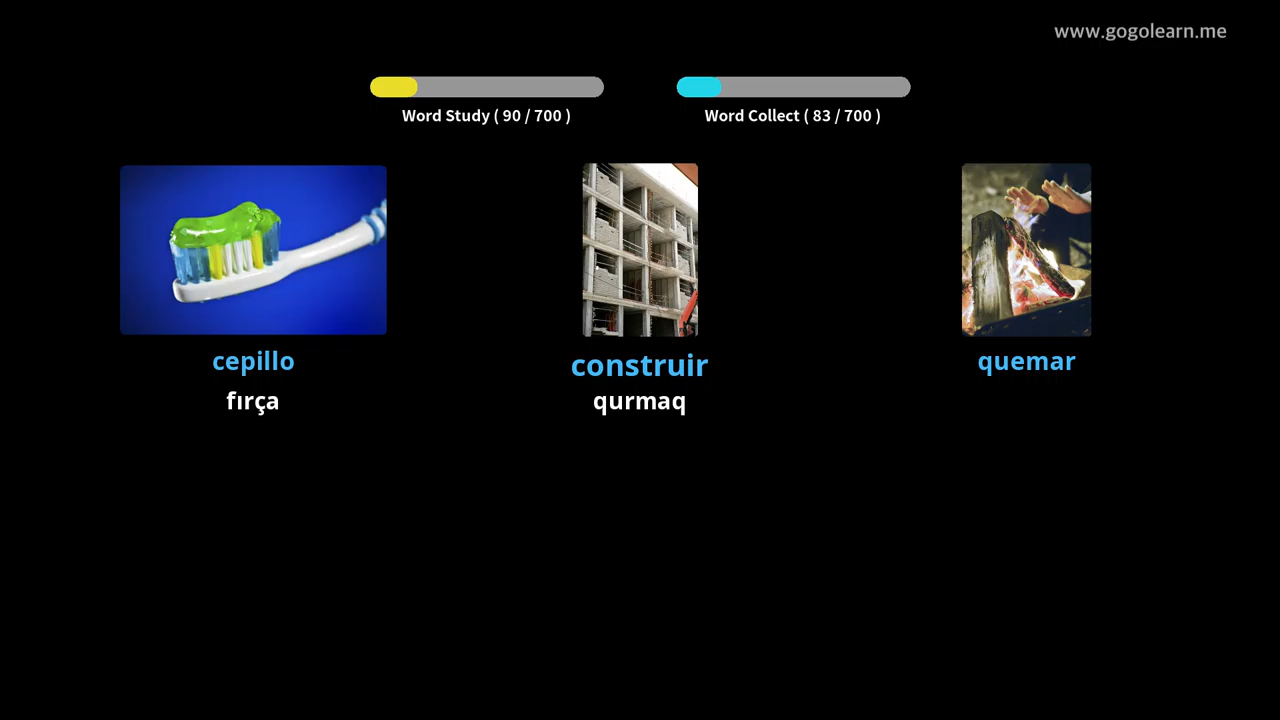 www.gogolearn.me
Word Study ( 90 / 700 )
Word Collect ( 83 / 700 )
cepillo
construir
quemar
fırça
qurmaq